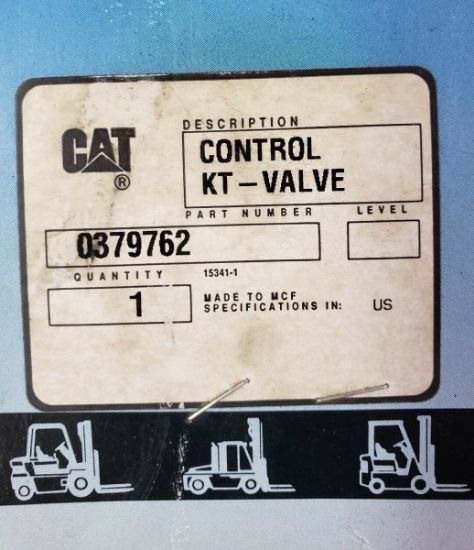 CAT
®
DESCRIPTION
CONTROL
KT-VALVE
PART NUMBER LEVEL
0379762
QUANTITY 15341-1
1
MADE TO MCF
SPECIFICATIONS IN: US